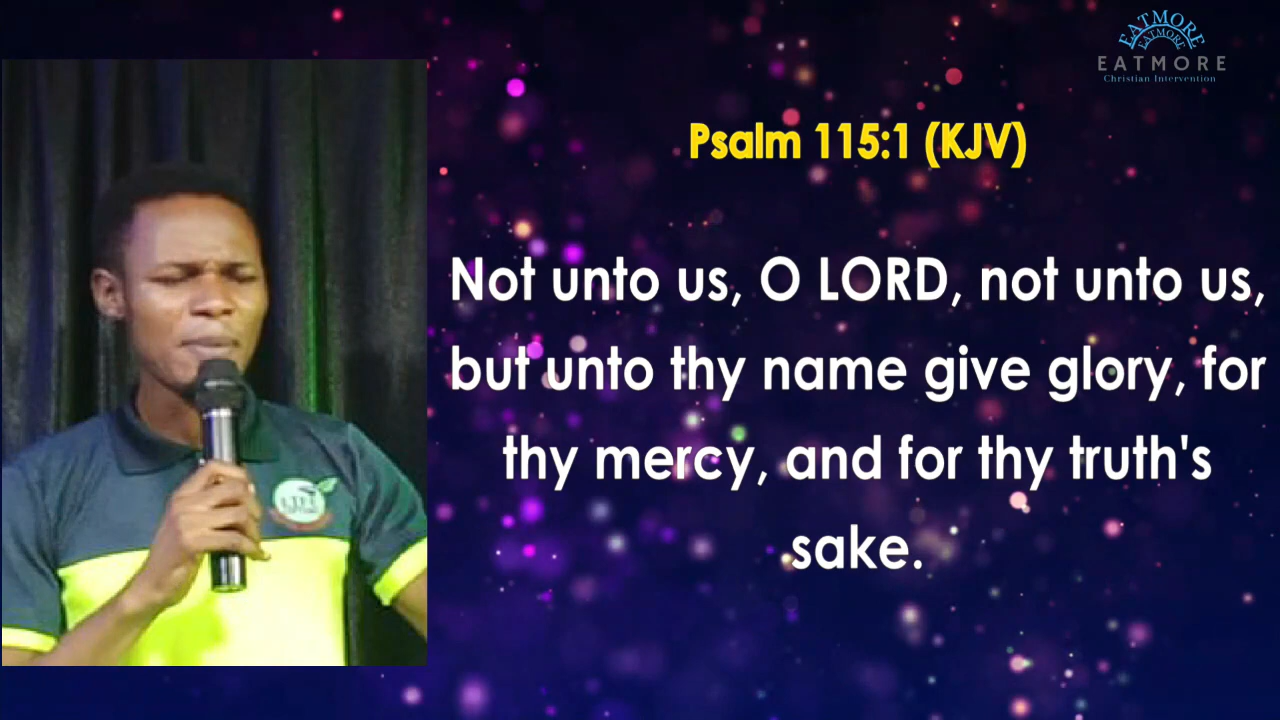 EATMORE
EATMORE
EATMORE
Christian Intervention
Psalm 115:1 (KJV)
Not unto us, O LORD, not unto us,
but unto thy name give glory, for
thy mercy, and for thy truth's
sake.